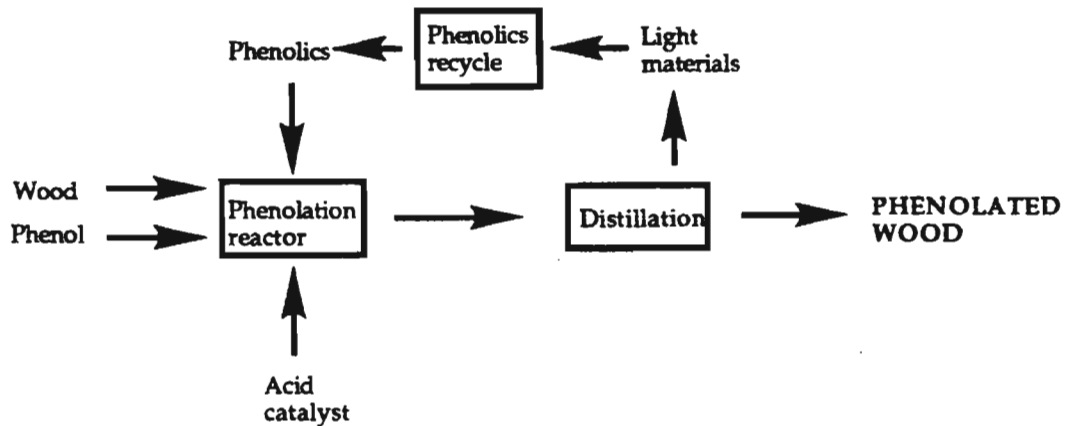 Phenolics
Phenolics
recycle
Light
materials
Wood
Phenol
Phenolation
reactor
Distillation
PHENOLATED
WOOD
Acid
catalyst